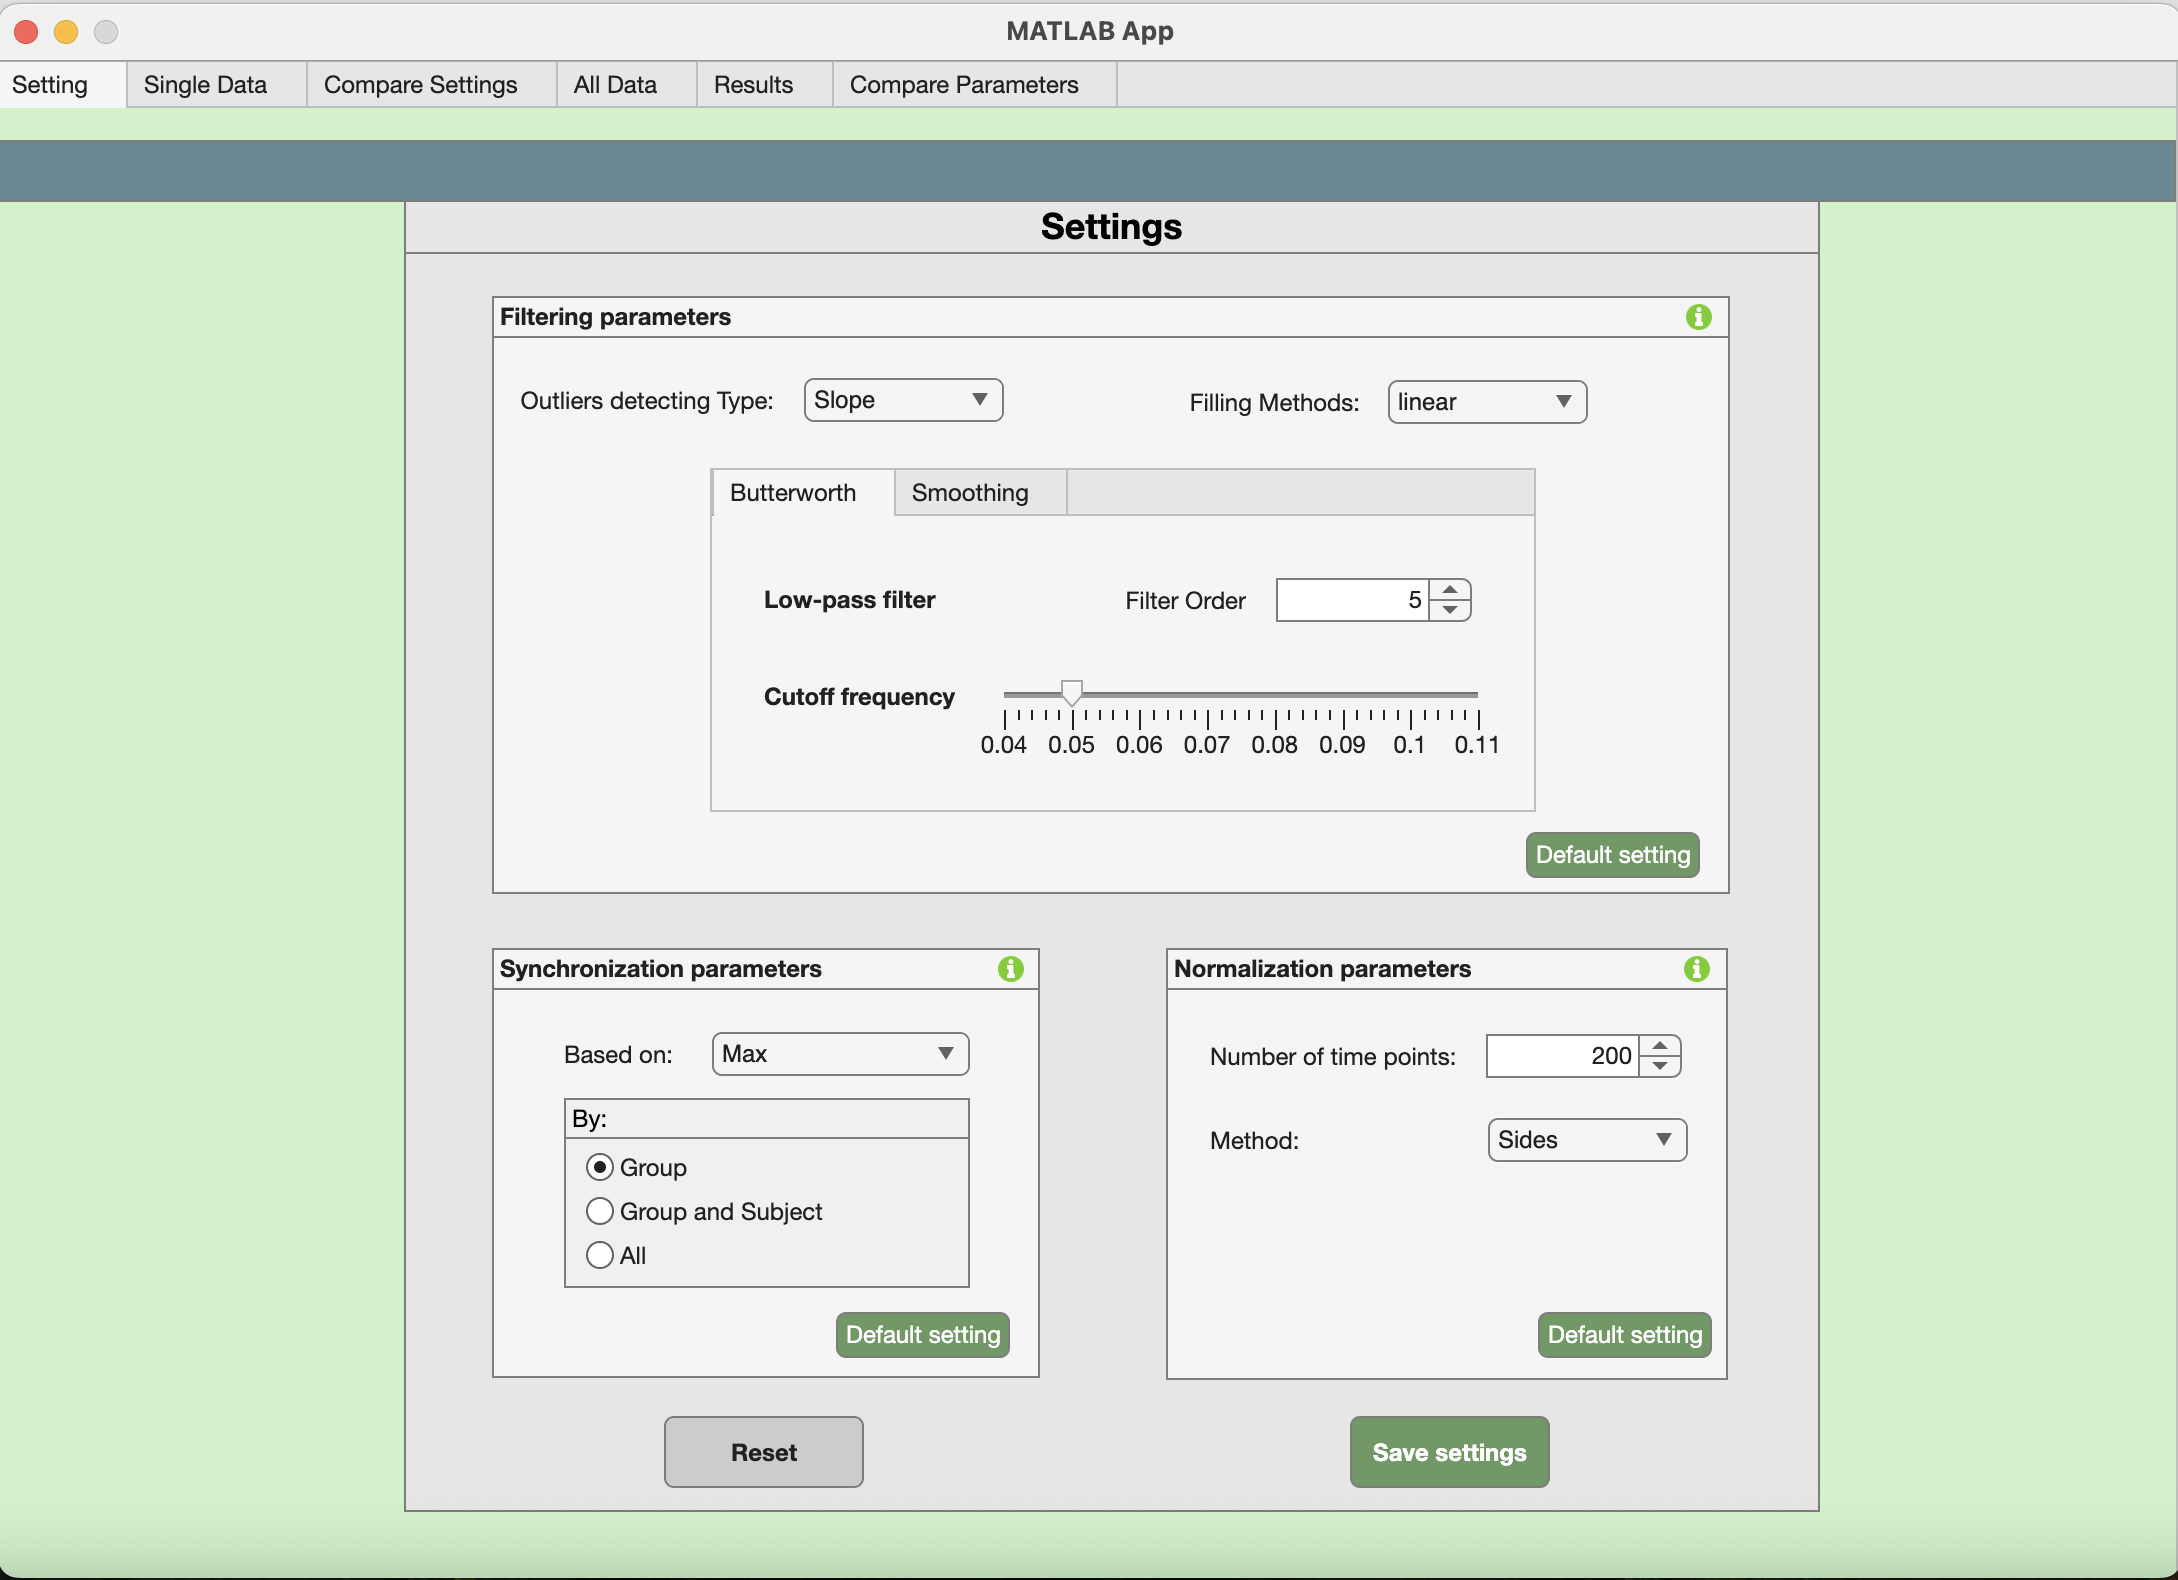 MATLAB App
Setting Single Data Compare Settings All Data Results Compare Parameters
Settings
Filtering parameters
Outliers detecting Type: Slope Filling Methods: linear
Butterworth Smoothing
Low-pass filter Filter Order 5
Cutoff frequency
0.04 0.05 0.06 0.07 0.08 0.09 0.1 0.11
Default setting
Synchronization parameters
Based on: Max
By:
Group
Group and Subject
All
Default setting
Normalization parameters
Number of time points: 200
Method: Sides
Default setting
Reset
Save settings